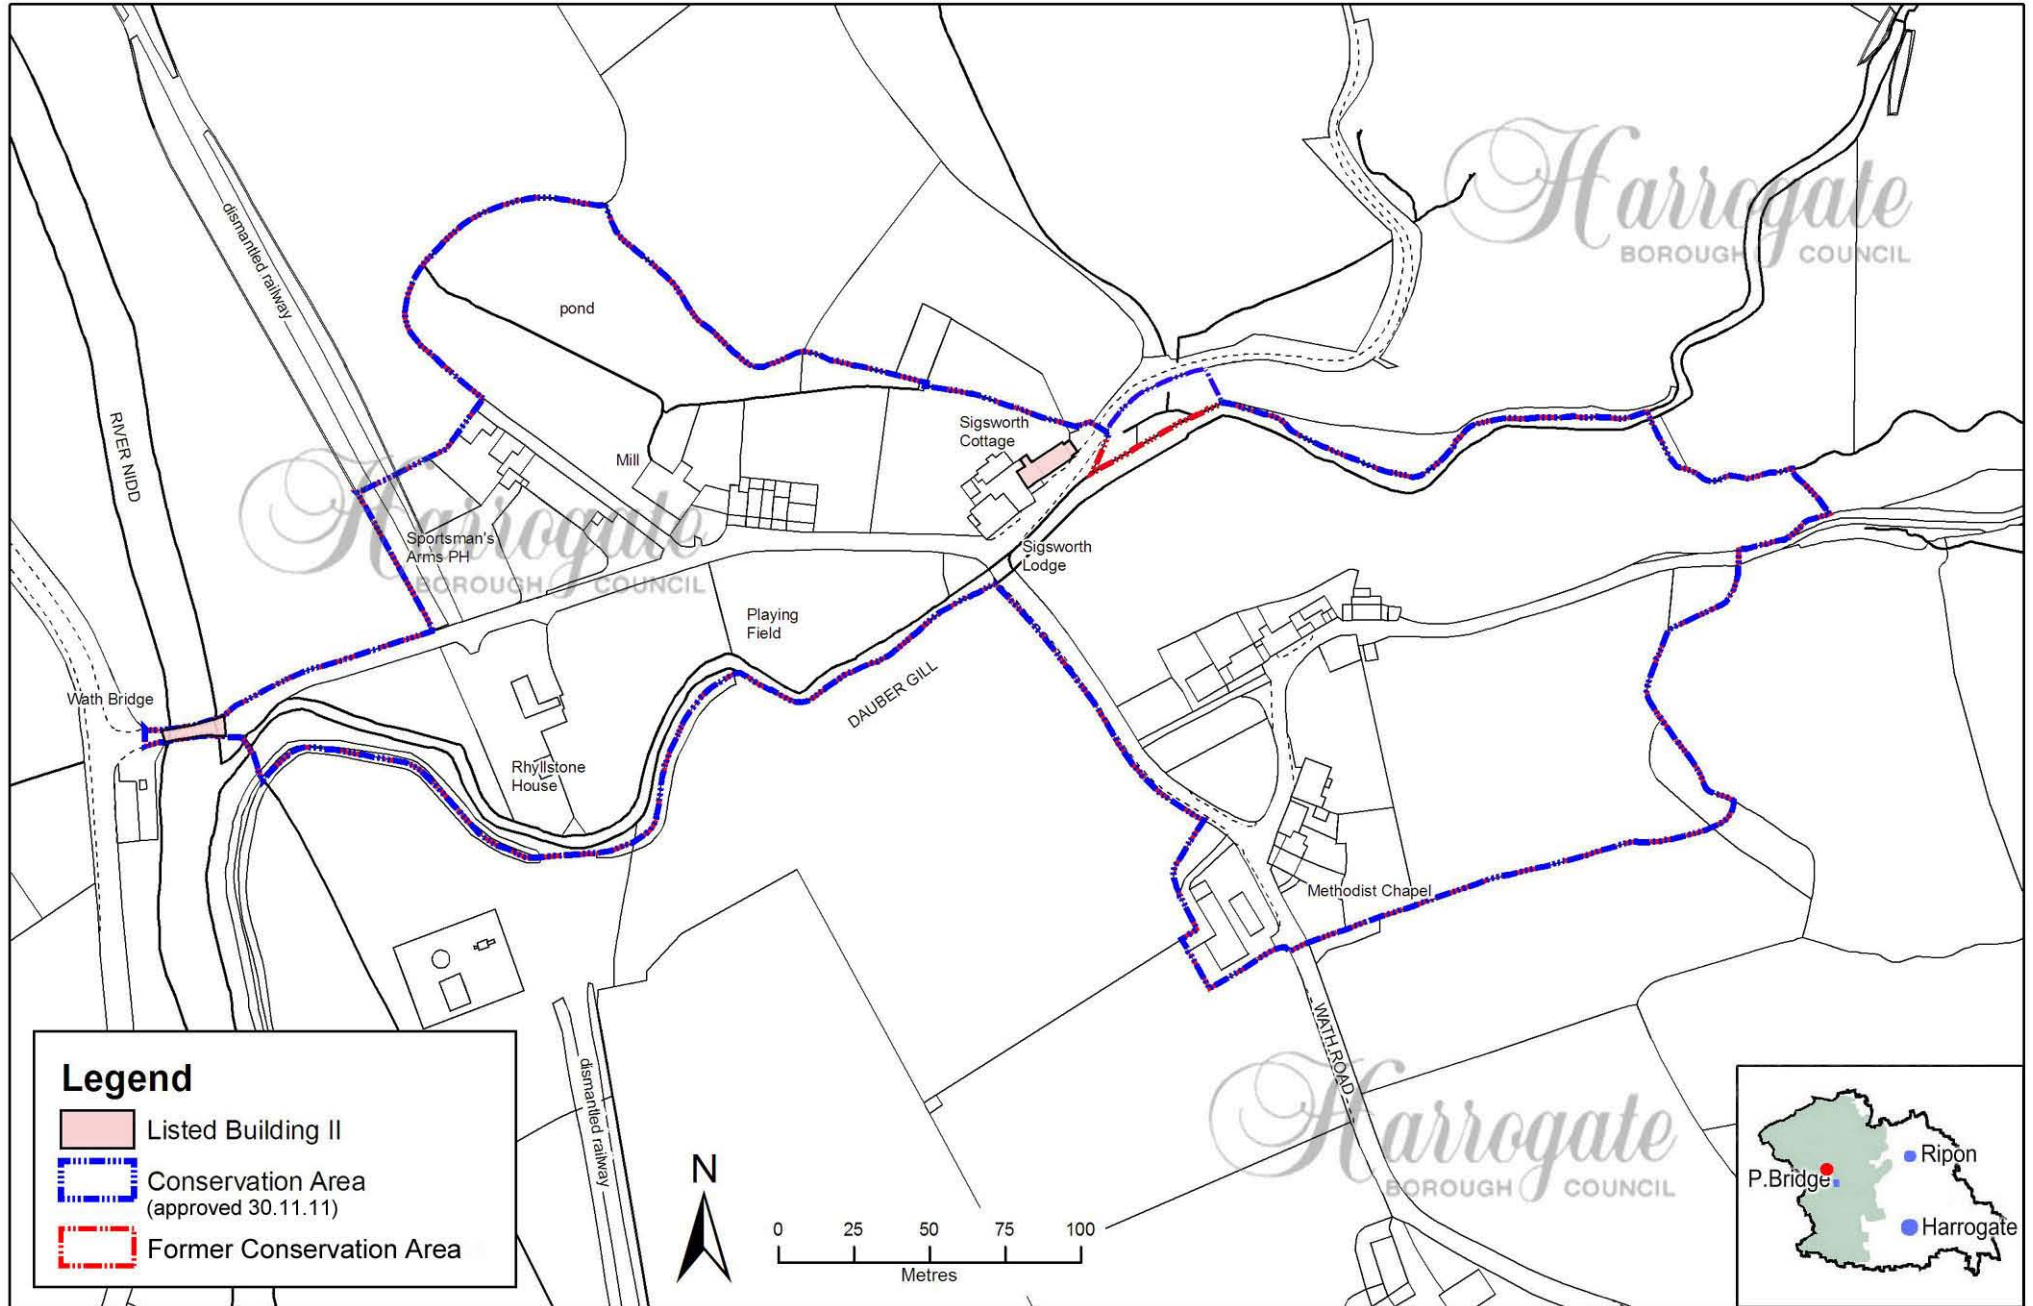 Harrogate
BOROUGH COUNCIL
dismantled railway
pond
RIVER NIDD
Sigsworth
Cottage
Mill
Harrogate
BOROUGH COUNCIL
Sportsman's
Arms PH
Sigsworth
Lodge
Playing
Field
DAUBER GILL
Wath Bridge
Rhyllstone
House
Methodist Chapel
WATH ROAD
dismantled railway
Harrogate
BOROUGH COUNCIL
Legend
Listed Building II
Conservation Area
(approved 30.11.11)
Former Conservation Area
N
0 25 50 75 100
Metres
Ripon
P.Bridge
Harrogate